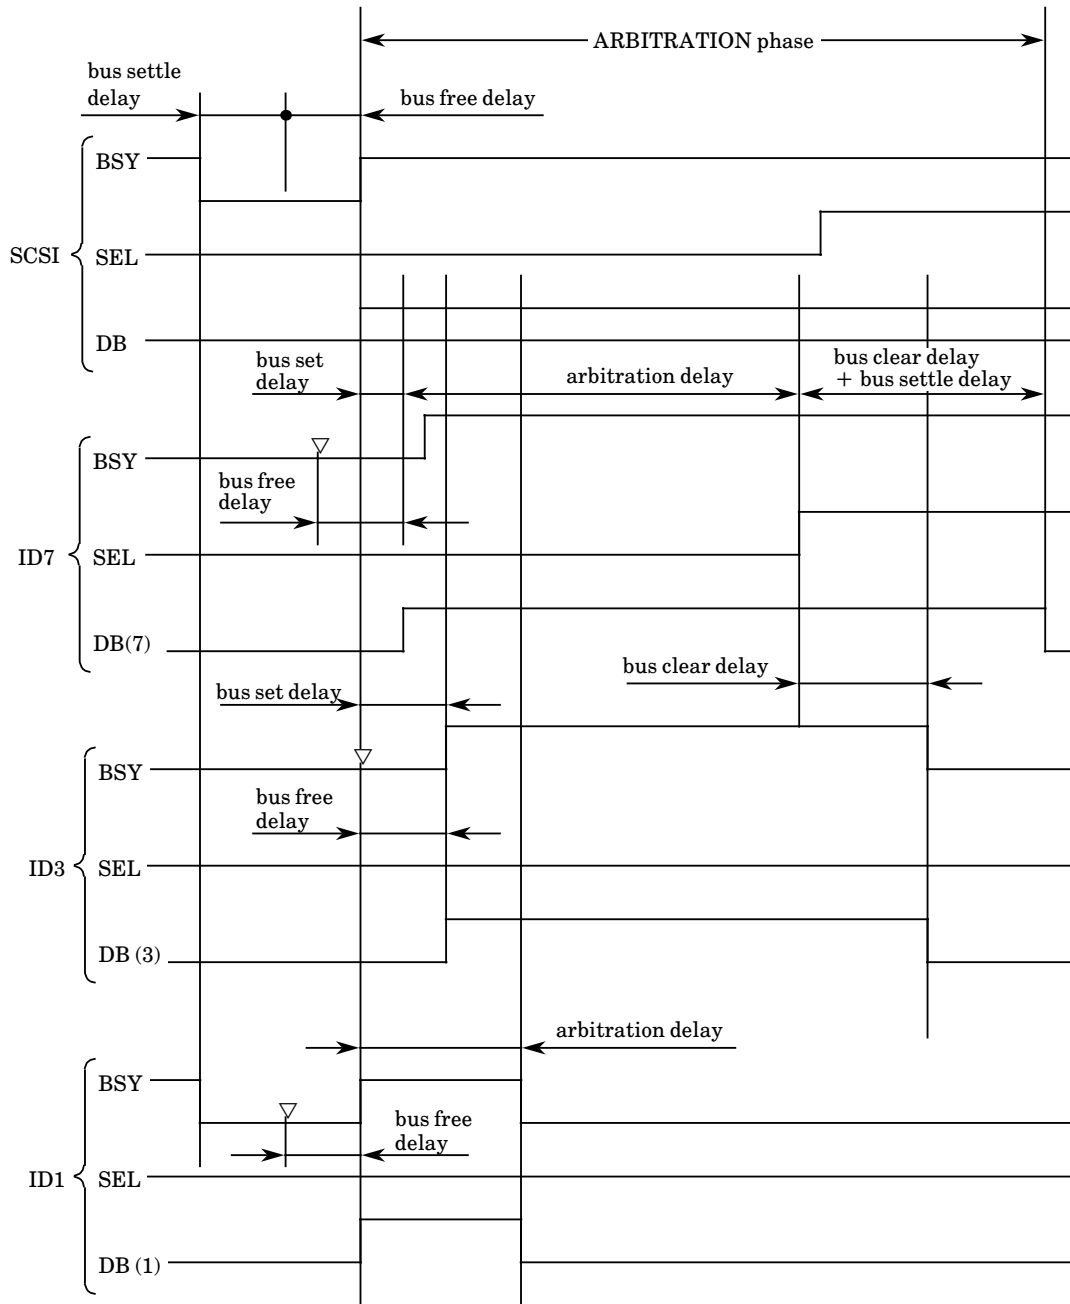 ARBITRATION phase
bus settle
delay
bus free delay
BSY
SCSI
SEL
DB
bus set
delay
arbitration delay
bus clear delay
+ bus settle delay
BSY
bus free
delay
ID7
SEL
DB(7)
bus clear delay
bus set delay
BSY
bus free
delay
ID3
SEL
DB (3)
arbitration delay
BSY
bus free
delay
ID1
SEL
DB (1)